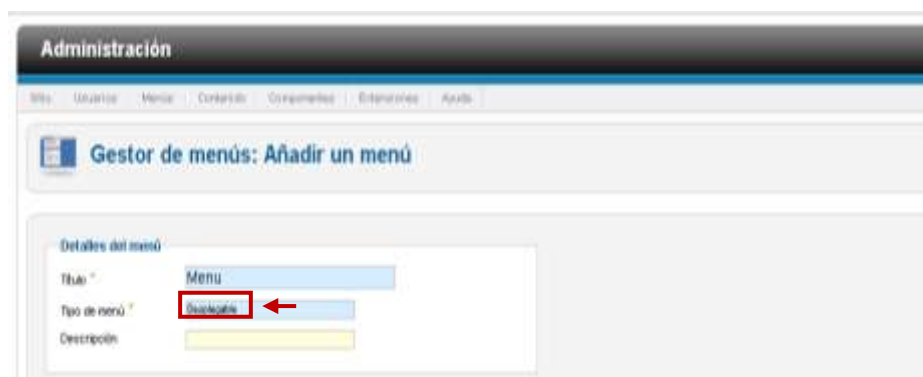 Administración
Sitio Usuarios Menús Contenido Componentes Extensiones Ayuda
Gestor de menús: Añadir un menú
Detalles del menú
Título * Menu
Tipo de menú * Desplegable
Descripción